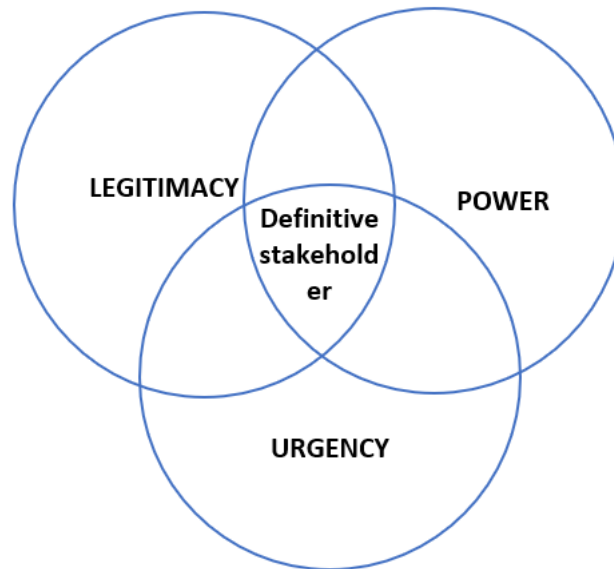 LEGITIMACY
POWER
Definitive
stakehold
er
URGENCY